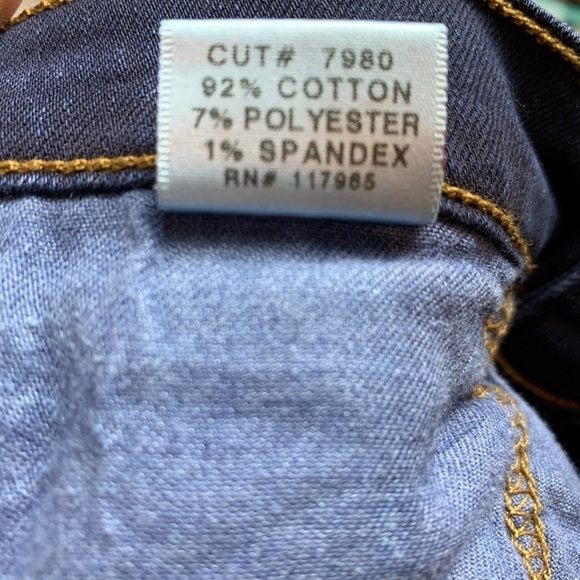 CUT# 7980
92% COTTON
7% POLYESTER
1% SPANDEX
RN# 117965